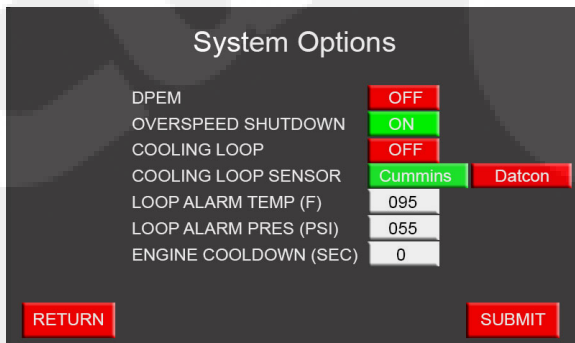 System Options
DPEM OFF
OVERSPEED SHUTDOWN ON
COOLING LOOP OFF
COOLING LOOP SENSOR Cummins Datcon
LOOP ALARM TEMP (F) 095
LOOP ALARM PRES (PSI) 055
ENGINE COOLDOWN (SEC) 0
RETURN SUBMIT